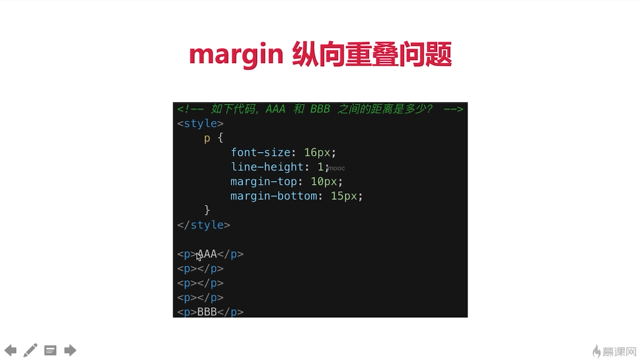 margin 纵向重叠问题
<!-- 如下代码，AAA 和 BBB 之间的距离是多少？ -->
<style>
p {
font-size: 16px;
line-height: 1;
margin-top: 10px;
margin-bottom: 15px;
}
</style>
<p>AAA</p>
<p></p>
<p></p>
<p></p>
<p>BBB</p>
慕课网